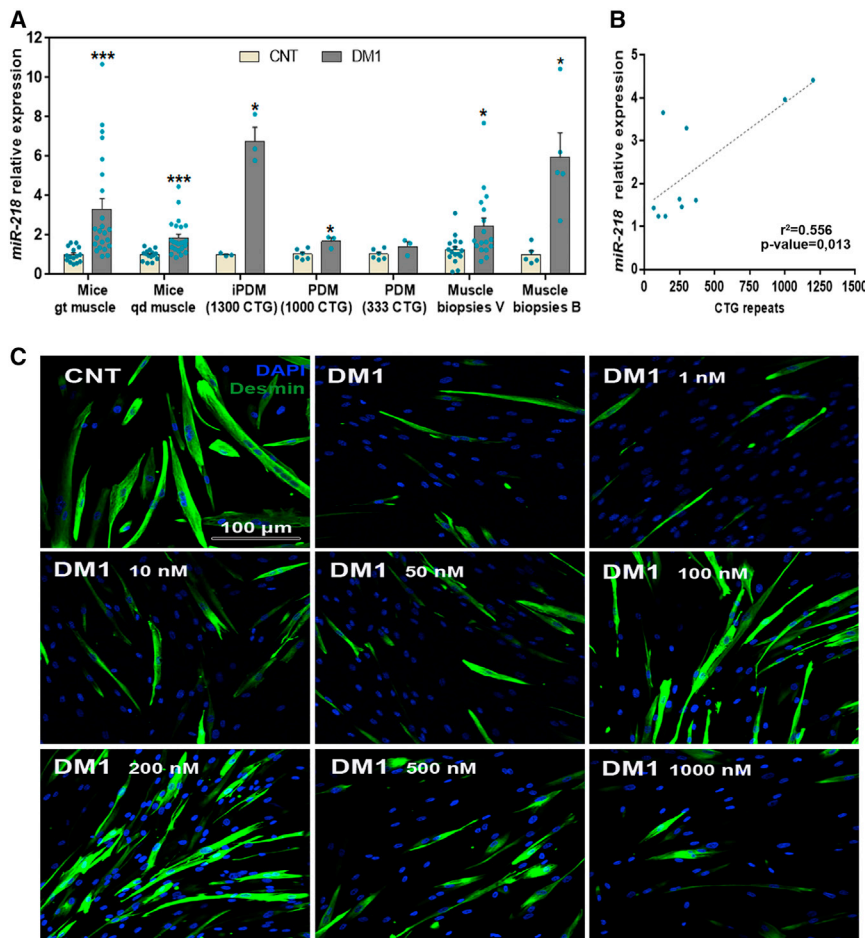 A
miR-218 relative expression
12
10
8
6
4
2
0
CNT
DM1
***
***
*
*
*
*
Mice
gt muscle
Mice
qd muscle
iPDM
(1300 CTG)
PDM
(1000 CTG)
PDM
(333 CTG)
Muscle
biopsies V
Muscle
biopsies B
B
miR-218 relative expression
5
4
3
2
1
0
r²=0.556
p-value=0,013
0 250 500 750 1000 1250 1500
CTG repeats
C
CNT
DAPI
Desmin
100 µm
DM1
DM1 1 nM
DM1 10 nM
DM1 50 nM
DM1 100 nM
DM1 200 nM
DM1 500 nM
DM1 1000 nM